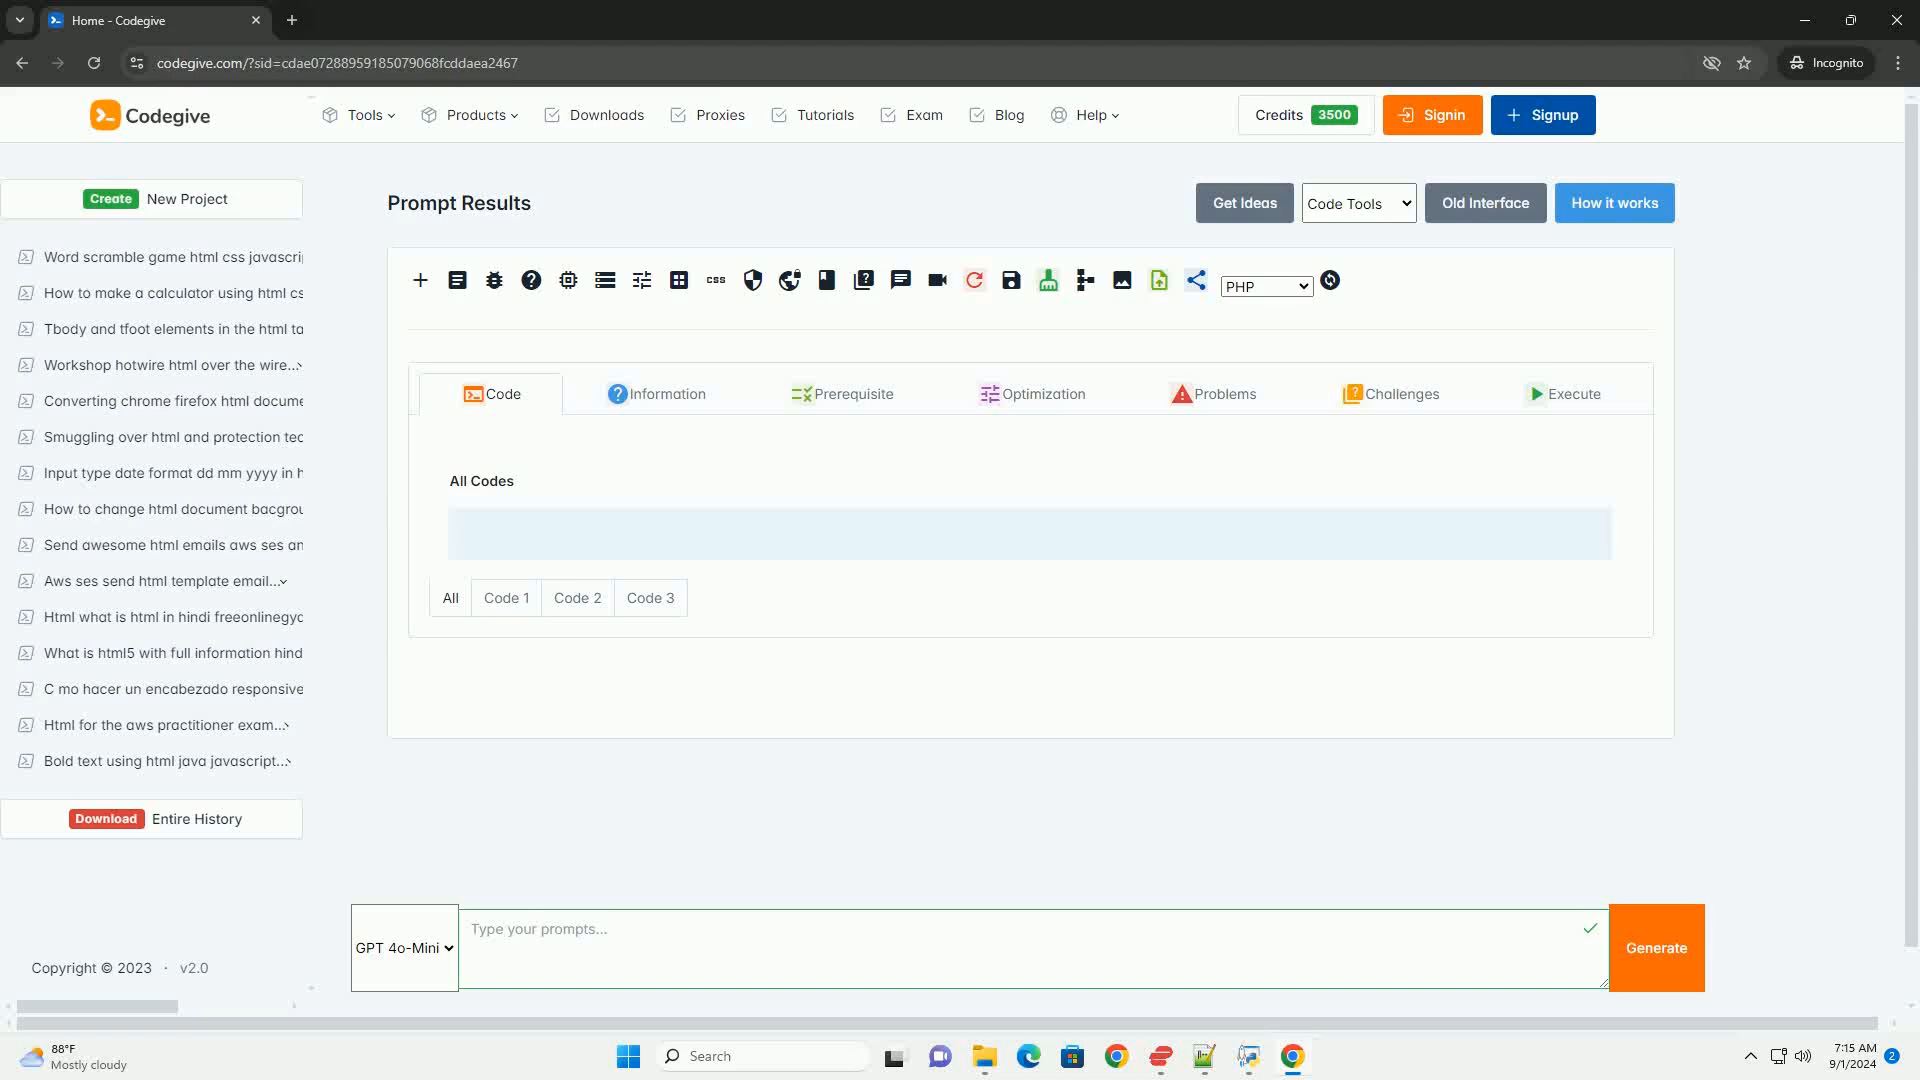 Home - Codegive
codegive.com/?sid=cdae07288959185079068fcddaea2467
Incognito
Codegive
Tools
Products
Downloads
Proxies
Tutorials
Exam
Blog
Help
Credits 3500
Signin
Signup
Create New Project
Word scramble game html css javascri
How to make a calculator using html cs
Tbody and tfoot elements in the html ta
Workshop hotwire html over the wire...
Converting chrome firefox html docume
Smuggling over html and protection tec
Input type date format dd mm yyyy in h
How to change html document bacgrou
Send awesome html emails aws ses an
Aws ses send html template email...
Html what is html in hindi freeonlinegya
What is html5 with full information hind
C mo hacer un encabezado responsive
Html for the aws practitioner exam...
Bold text using html java javascript...
Download Entire History
Copyright © 2023 · v2.0
Prompt Results
Get Ideas
Code Tools
Old Interface
How it works
css
PHP
Code
Information
Prerequisite
Optimization
Problems
Challenges
Execute
All Codes
All
Code 1
Code 2
Code 3
GPT 4o-Mini
Type your prompts...
Generate
88°F
Mostly cloudy
Search
7:15 AM
9/1/2024
2